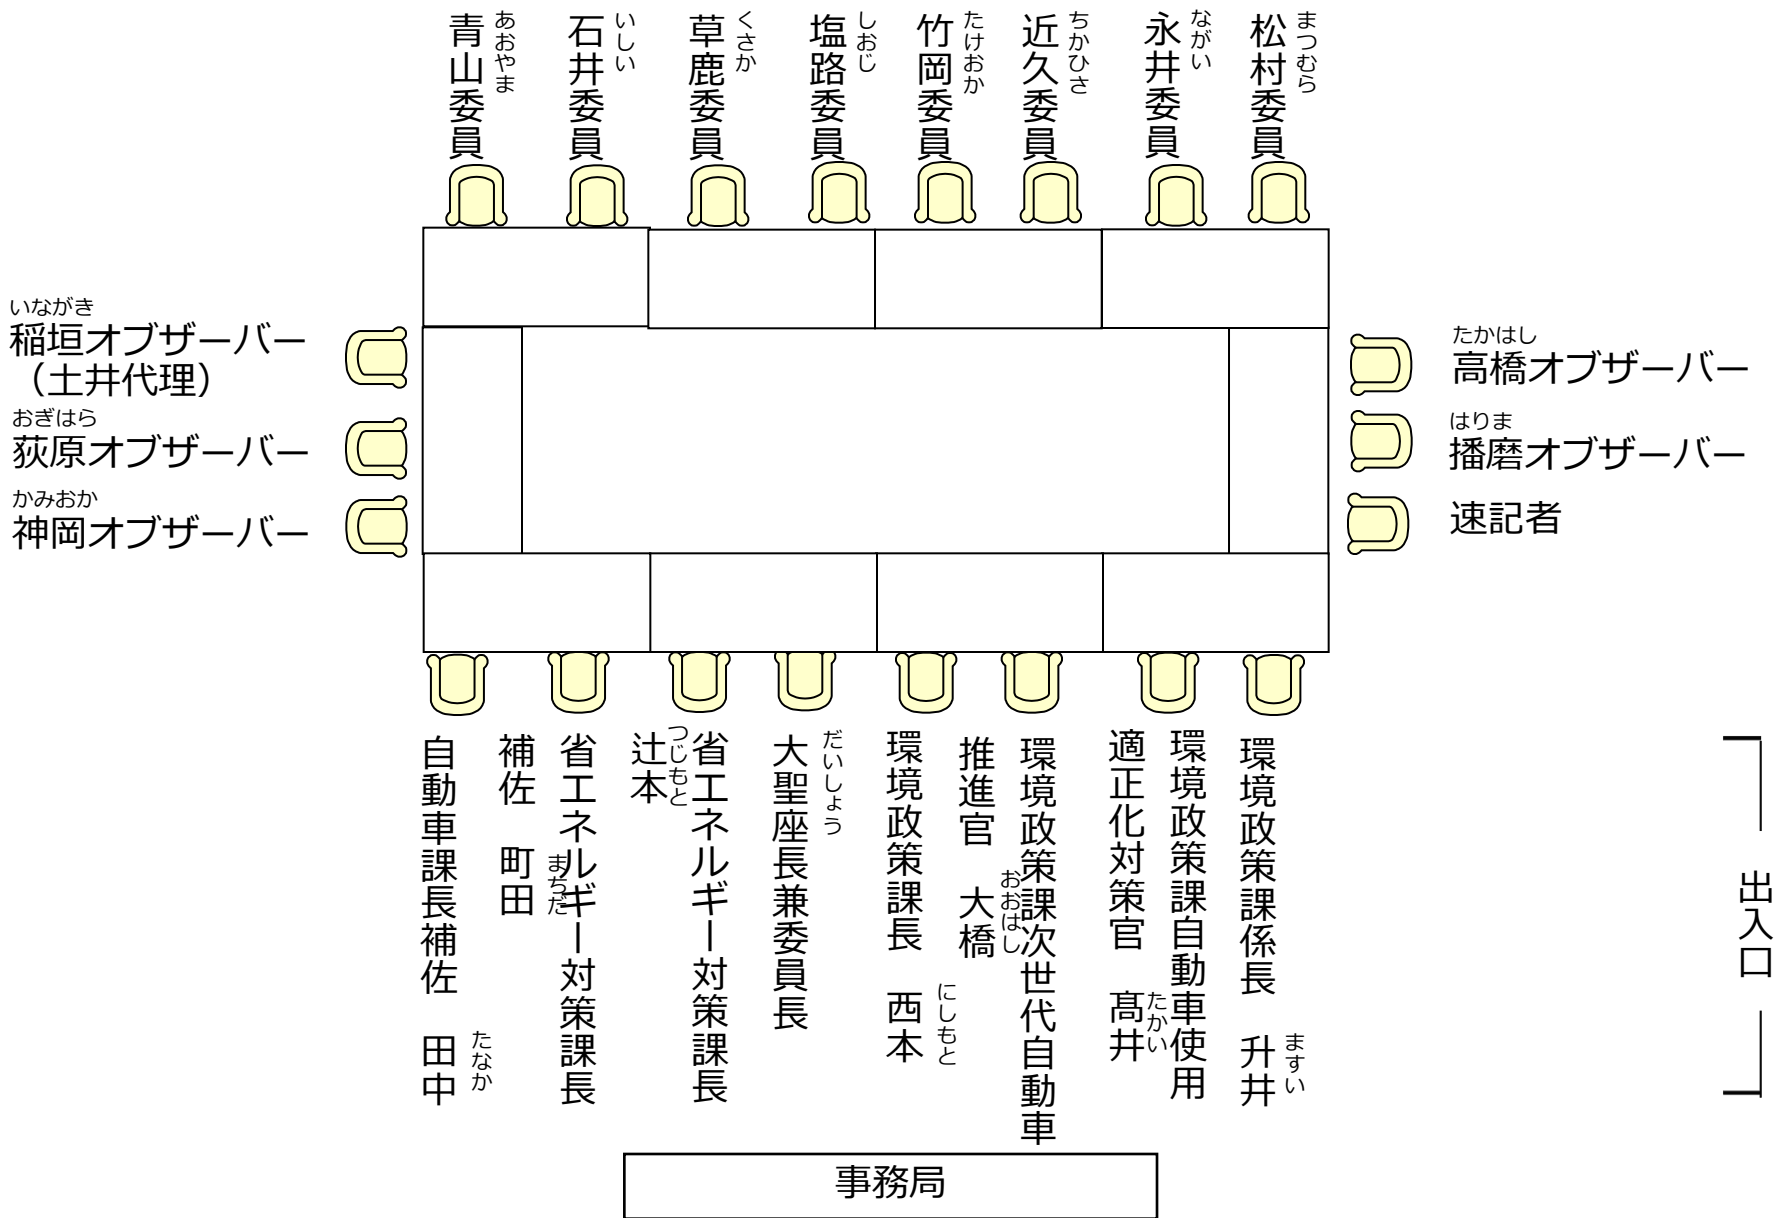 あおやま
青山委員
いしい
石井委員
くさか
草鹿委員
しおじ
塩路委員
たけおか
竹岡委員
ちかひさ
近久委員
ながい
永井委員
まつむら
松村委員
いながき
稲垣オブザーバー
（土井代理）
おぎはら
荻原オブザーバー
かみおか
神岡オブザーバー
たかはし
高橋オブザーバー
はりま
播磨オブザーバー
速記者
自動車課長補佐　田中
たなか
省エネルギー対策課長
補佐　町田
まちだ
省エネルギー対策課長
辻本
つじもと
大聖座長兼委員長
だいしょう
環境政策課長　西本
にしもと
環境政策課次世代自動車
推進官　大橋
おおはし
環境政策課自動車使用
適正化対策官　髙井
たかい
環境政策課係長　升井
ますい
出入口
事務局